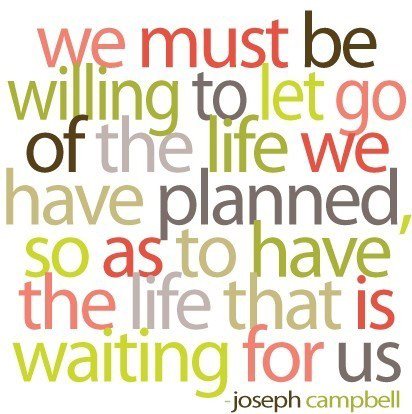 we must be
willing to let go
of the life we
have planned,
so as to have
the life that is
waiting for us
-joseph campbell